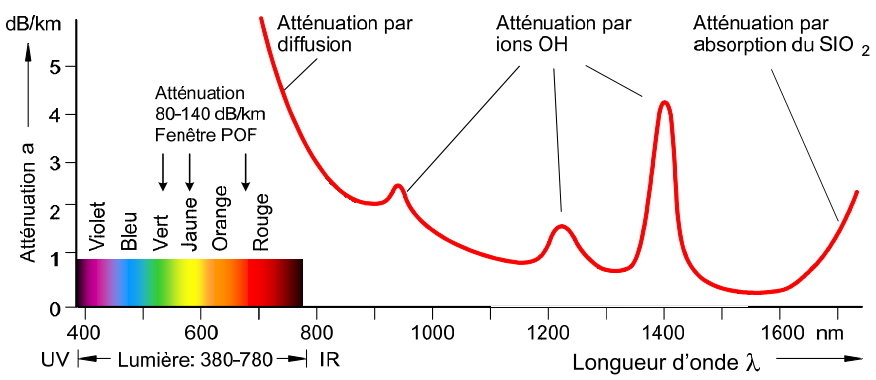 dB/km
Atténuation par
diffusion
Atténuation par
ions OH
Atténuation par
absorption du SIO 2
5
Atténuation
80-140 dB/km
Fenêtre POF
4
3
2
1
0
Atténuation a
Violet
Bleu
Vert
Jaune
Orange
Rouge
400
600
800
1000
1200
1400
1600
nm
UV
Lumière: 380-780
IR
Longueur d'onde λ